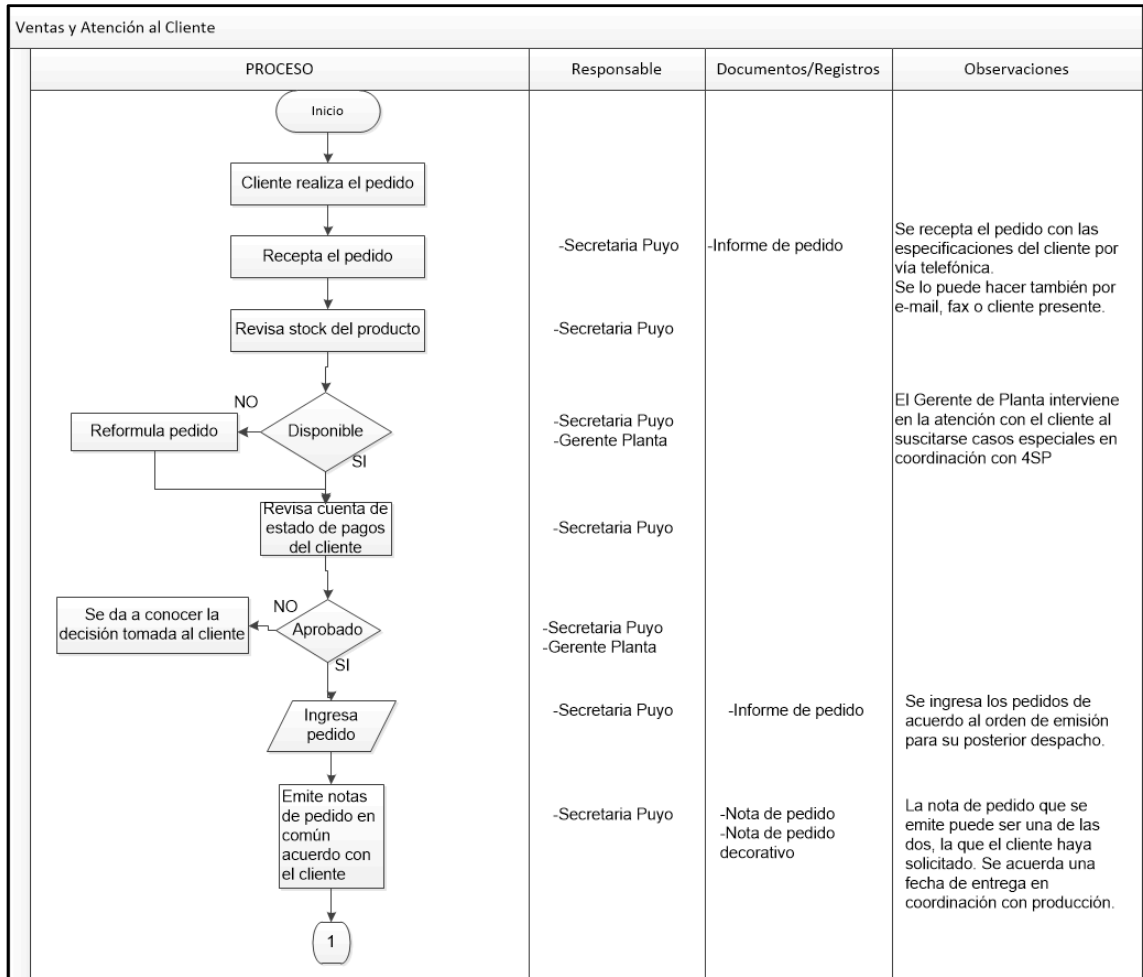 Ventas y Atención al Cliente
PROCESO
Responsable
Documentos/Registros
Observaciones
Inicio
Cliente realiza el pedido
Recepta el pedido
-Secretaria Puyo
-Informe de pedido
Se recepta el pedido con las
especificaciones del cliente por
vía telefónica.
Se lo puede hacer también por
e-mail, fax o cliente presente.
Revisa stock del producto
-Secretaria Puyo
NO
Reformula pedido
Disponible
SI
-Secretaria Puyo
-Gerente Planta
El Gerente de Planta interviene
en la atención con el cliente al
suscitarse casos especiales en
coordinación con 4SP
Revisa cuenta de
estado de pagos
del cliente
-Secretaria Puyo
NO
Se da a conocer la
decisión tomada al cliente
Aprobado
SI
-Secretaria Puyo
-Gerente Planta
Ingresa
pedido
-Secretaria Puyo
-Informe de pedido
Se ingresa los pedidos de
acuerdo al orden de emisión
para su posterior despacho.
Emite notas
de pedido en
común
acuerdo con
el cliente
-Secretaria Puyo
-Nota de pedido
-Nota de pedido
decorativo
La nota de pedido que se
emite puede ser una de las
dos, la que el cliente haya
solicitado. Se acuerda una
fecha de entrega en
coordinación con producción.
1